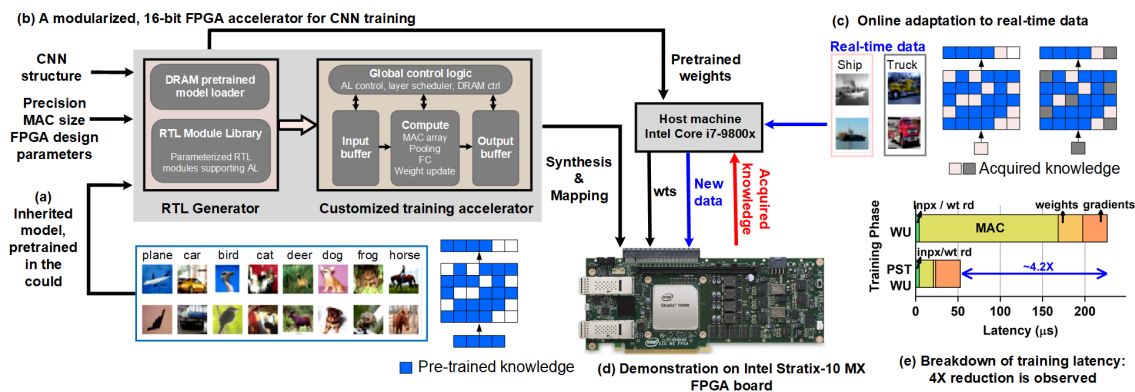 (b) A modularized, 16-bit FPGA accelerator for CNN training
CNN
structure
Precision
MAC size
FPGA design
parameters
(a)
Inherited
model,
pretrained
in the
could
DRAM pretrained
model loader
RTL Module Library
Parameterized RTL
modules supporting AL
RTL Generator
Global control logic
AL control, layer scheduler, DRAM ctrl
Input
buffer
Compute
MAC array
Pooling
FC
Weight update
Output
buffer
Customized training accelerator
plane car bird cat deer dog frog horse
Pre-trained knowledge
Pretrained
weights
Host machine
Intel Core i7-9800x
Synthesis
&
Mapping
wts
New
data
Acquired
knowledge
Stratix 10MX
(d) Demonstration on Intel Stratix-10 MX
FPGA board
(c) Online adaptation to real-time data
Real-time data
Ship Truck
Acquired knowledge
Training Phase
WU
PST
WU
inpx / wt rd
MAC
weights
gradients
inpx/wt rd
~4.2X
0 50 100 150 200
Latency (μs)
(e) Breakdown of training latency:
4X reduction is observed